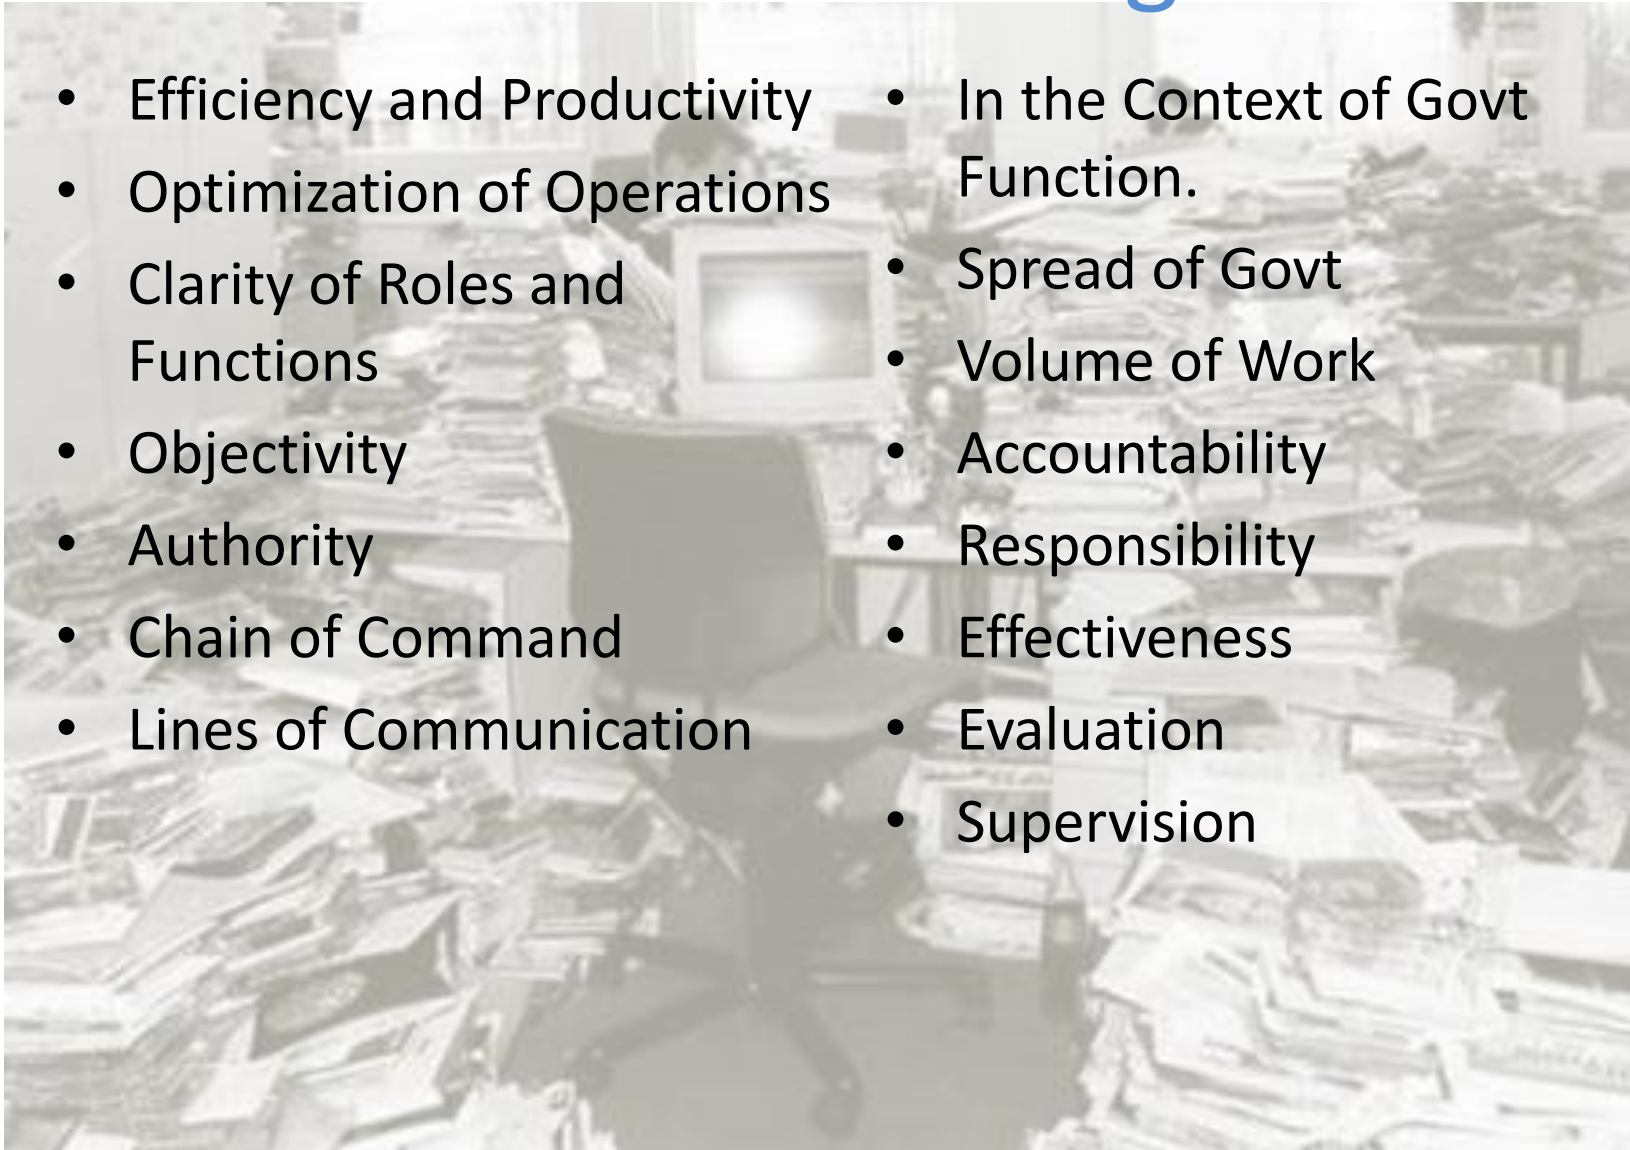 • Efficiency and Productivity
• Optimization of Operations
• Clarity of Roles and
Functions
• Objectivity
• Authority
• Chain of Command
• Lines of Communication
• In the Context of Govt
Function.
• Spread of Govt
• Volume of Work
• Accountability
• Responsibility
• Effectiveness
• Evaluation
• Supervision